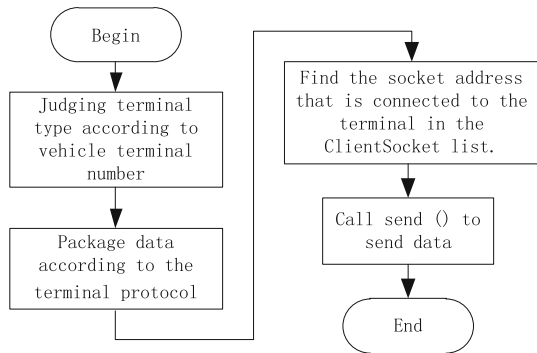 Begin
Judging terminal
type according to
vehicle terminal
number
Package data
according to the
terminal protocol
Find the socket address
that is connected to the
terminal in the
ClientSocket list.
Call send () to
send data
End